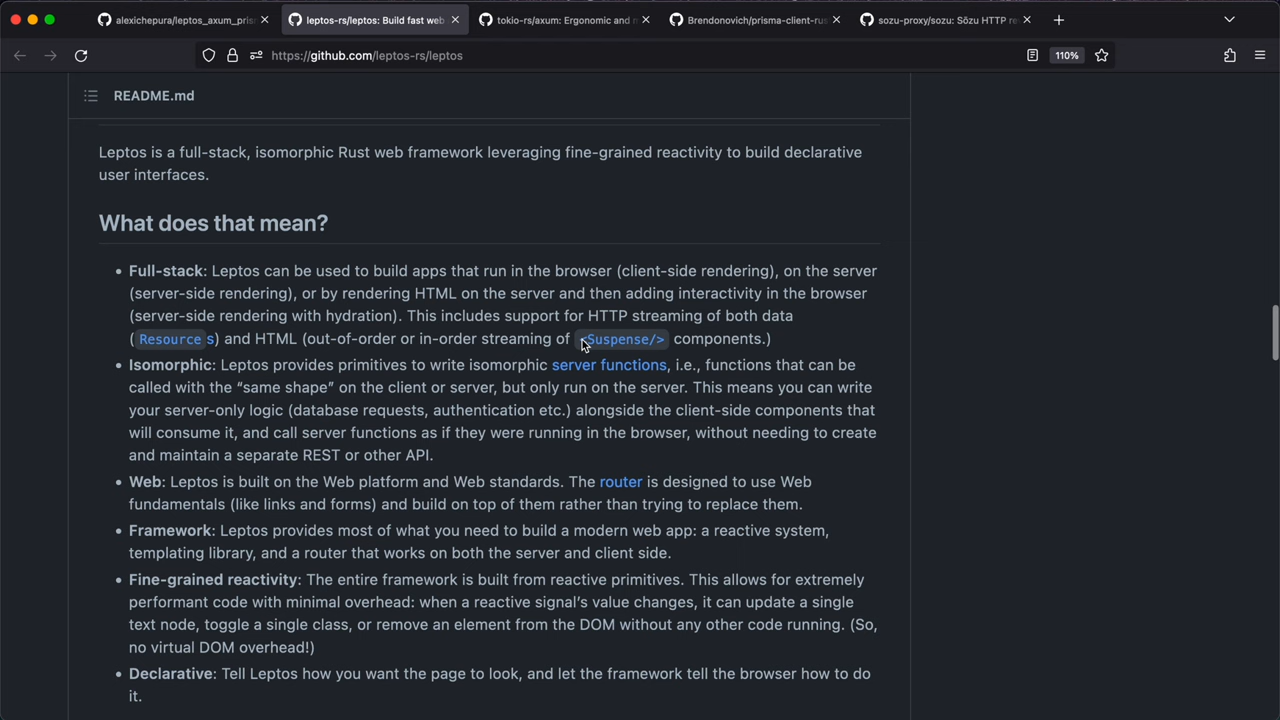 alexichepura/leptos_axum_pris
leptos-rs/leptos: Build fast web
tokio-rs/axum: Ergonomic and m
Brendonovich/prisma-client-rus
sozu-proxy/sozu: Sōzu HTTP re
https://github.com/leptos-rs/leptos
110%
README.md
Leptos is a full-stack, isomorphic Rust web framework leveraging fine-grained reactivity to build declarative
user interfaces.
What does that mean?
• Full-stack: Leptos can be used to build apps that run in the browser (client-side rendering), on the server
(server-side rendering), or by rendering HTML on the server and then adding interactivity in the browser
(server-side rendering with hydration). This includes support for HTTP streaming of both data
(Resources) and HTML (out-of-order or in-order streaming of <Suspense/> components.)
• Isomorphic: Leptos provides primitives to write isomorphic server functions, i.e., functions that can be
called with the “same shape” on the client or server, but only run on the server. This means you can write
your server-only logic (database requests, authentication etc.) alongside the client-side components that
will consume it, and call server functions as if they were running in the browser, without needing to create
and maintain a separate REST or other API.
• Web: Leptos is built on the Web platform and Web standards. The router is designed to use Web
fundamentals (like links and forms) and build on top of them rather than trying to replace them.
• Framework: Leptos provides most of what you need to build a modern web app: a reactive system,
templating library, and a router that works on both the server and client side.
• Fine-grained reactivity: The entire framework is built from reactive primitives. This allows for extremely
performant code with minimal overhead: when a reactive signal’s value changes, it can update a single
text node, toggle a single class, or remove an element from the DOM without any other code running. (So,
no virtual DOM overhead!)
• Declarative: Tell Leptos how you want the page to look, and let the framework tell the browser how to do
it.